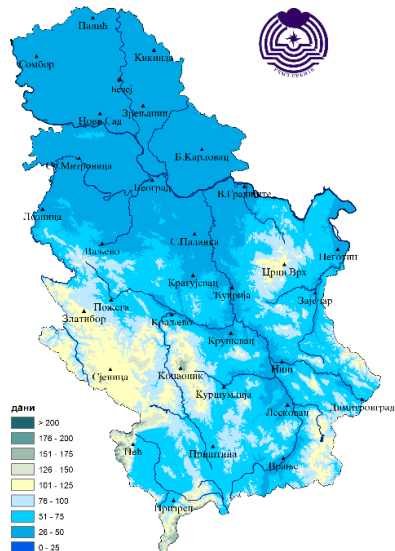 Палић
Кикинда
Сомбор
Бечеј
Зрењанин
Нови Сад
Б.Карловац
Ср.Митровица
Београд
В.Градиште
Лозница
С.Паланка
Ваљево
Неготин
Црни Врх
Крагујевац
Ћуприја
Зајечар
Пожега
Златибор
Краљево
Крушевац
Сјеница
Копаоник
Ниш
Куршумлија
Димитровград
Лесковац
Пећ
Приштина
Врање
Призрен
дани
> 200
176 - 200
151 - 175
126 - 150
101 - 125
76 - 100
51 - 75
26 - 50
0 - 25